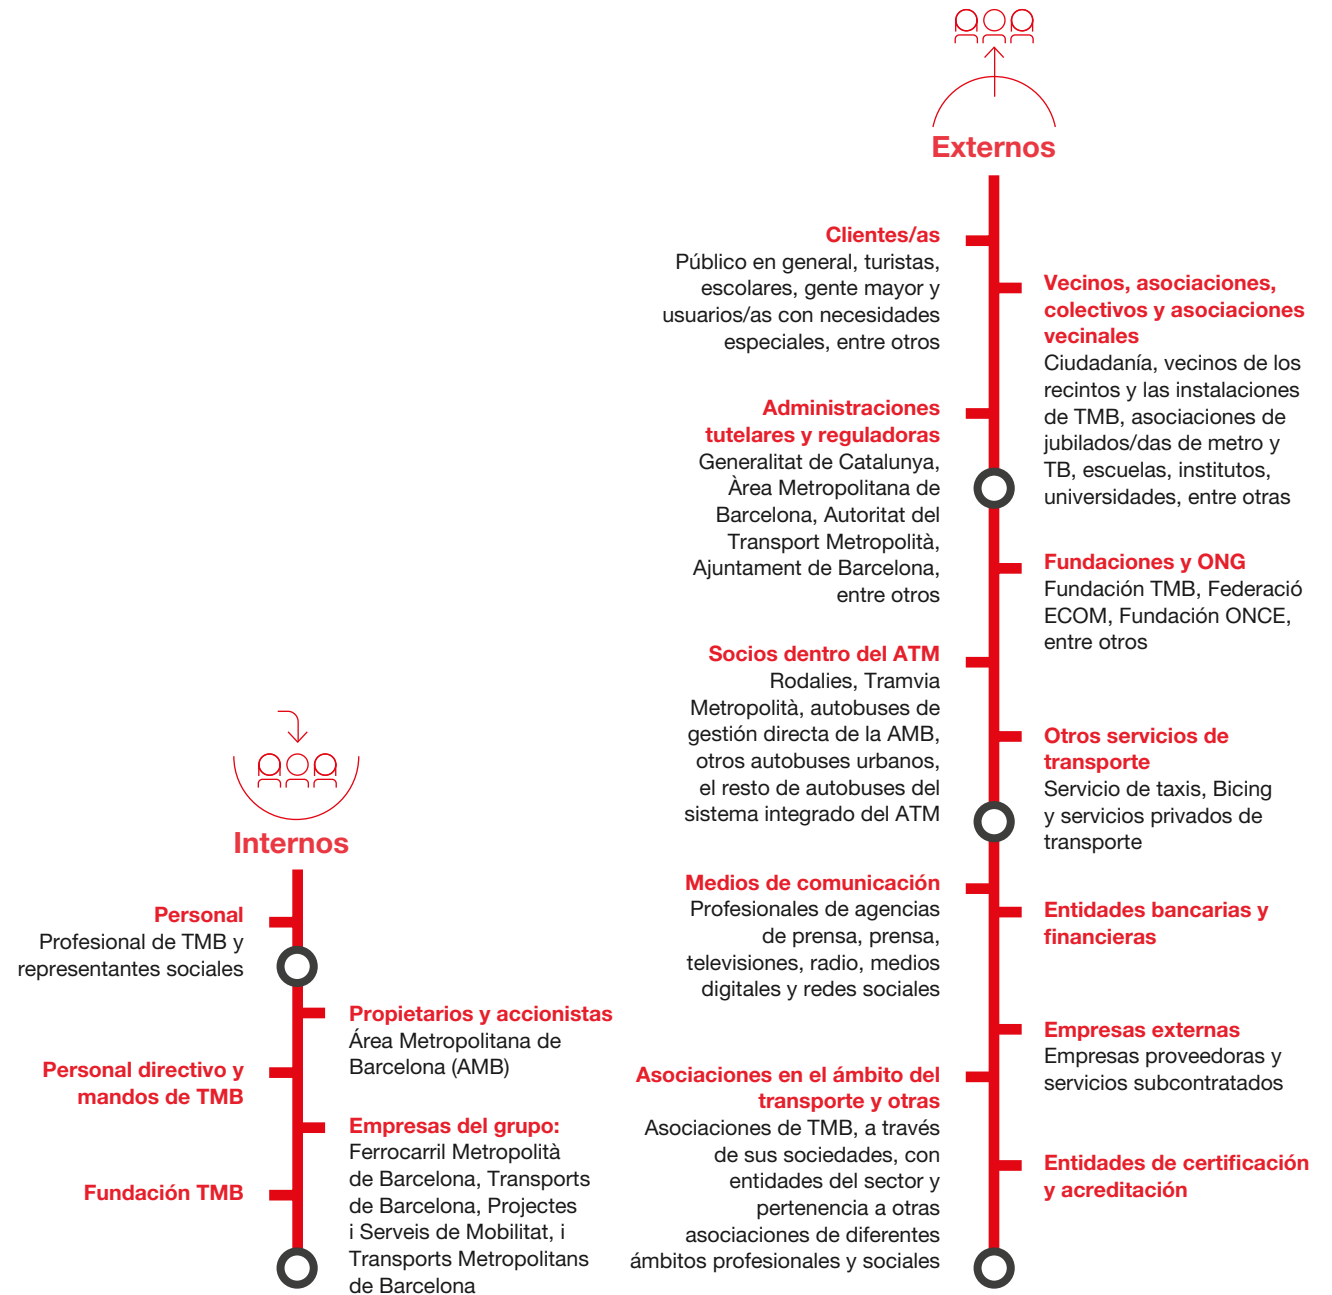 Externos
Clientes/as
Público en general, turistas,
escolares, gente mayor y
usuarios/as con necesidades
especiales, entre otros
Vecinos, asociaciones,
colectivos y asociaciones
vecinales
Ciudadanía, vecinos de los
recintos y las instalaciones
de TMB, asociaciones de
jubilados/das de metro y
TB, escuelas, institutos,
universidades, entre otras
Administraciones
tutelares y reguladoras
Generalitat de Catalunya,
Àrea Metropolitana de
Barcelona, Autoritat del
Transport Metropolità,
Ajuntament de Barcelona,
entre otros
Fundaciones y ONG
Fundación TMB, Federació
ECOM, Fundación ONCE,
entre otros
Socios dentro del ATM
Rodalies, Tramvia
Metropolità, autobuses de
gestión directa de la AMB,
otros autobuses urbanos,
el resto de autobuses del
sistema integrado del ATM
Otros servicios de
transporte
Servicio de taxis, Bicing
y servicios privados de
transporte
Medios de comunicación
Profesionales de agencias
de prensa, prensa,
televisiones, radio, medios
digitales y redes sociales
Entidades bancarias y
financieras
Empresas externas
Empresas proveedoras y
servicios subcontratados
Asociaciones en el ámbito del
transporte y otras
Asociaciones de TMB, a través
de sus sociedades, con
entidades del sector y
pertenencia a otras
asociaciones de diferentes
ámbitos profesionales y sociales
Entidades de certificación
y acreditación
Internos
Personal
Profesional de TMB y
representantes sociales
Propietarios y accionistas
Área Metropolitana de
Barcelona (AMB)
Personal directivo y
mandos de TMB
Empresas del grupo:
Ferrocarril Metropolità
de Barcelona, Transports
de Barcelona, Projectes
i Serveis de Mobilitat, i
Transports Metropolitans
de Barcelona
Fundación TMB